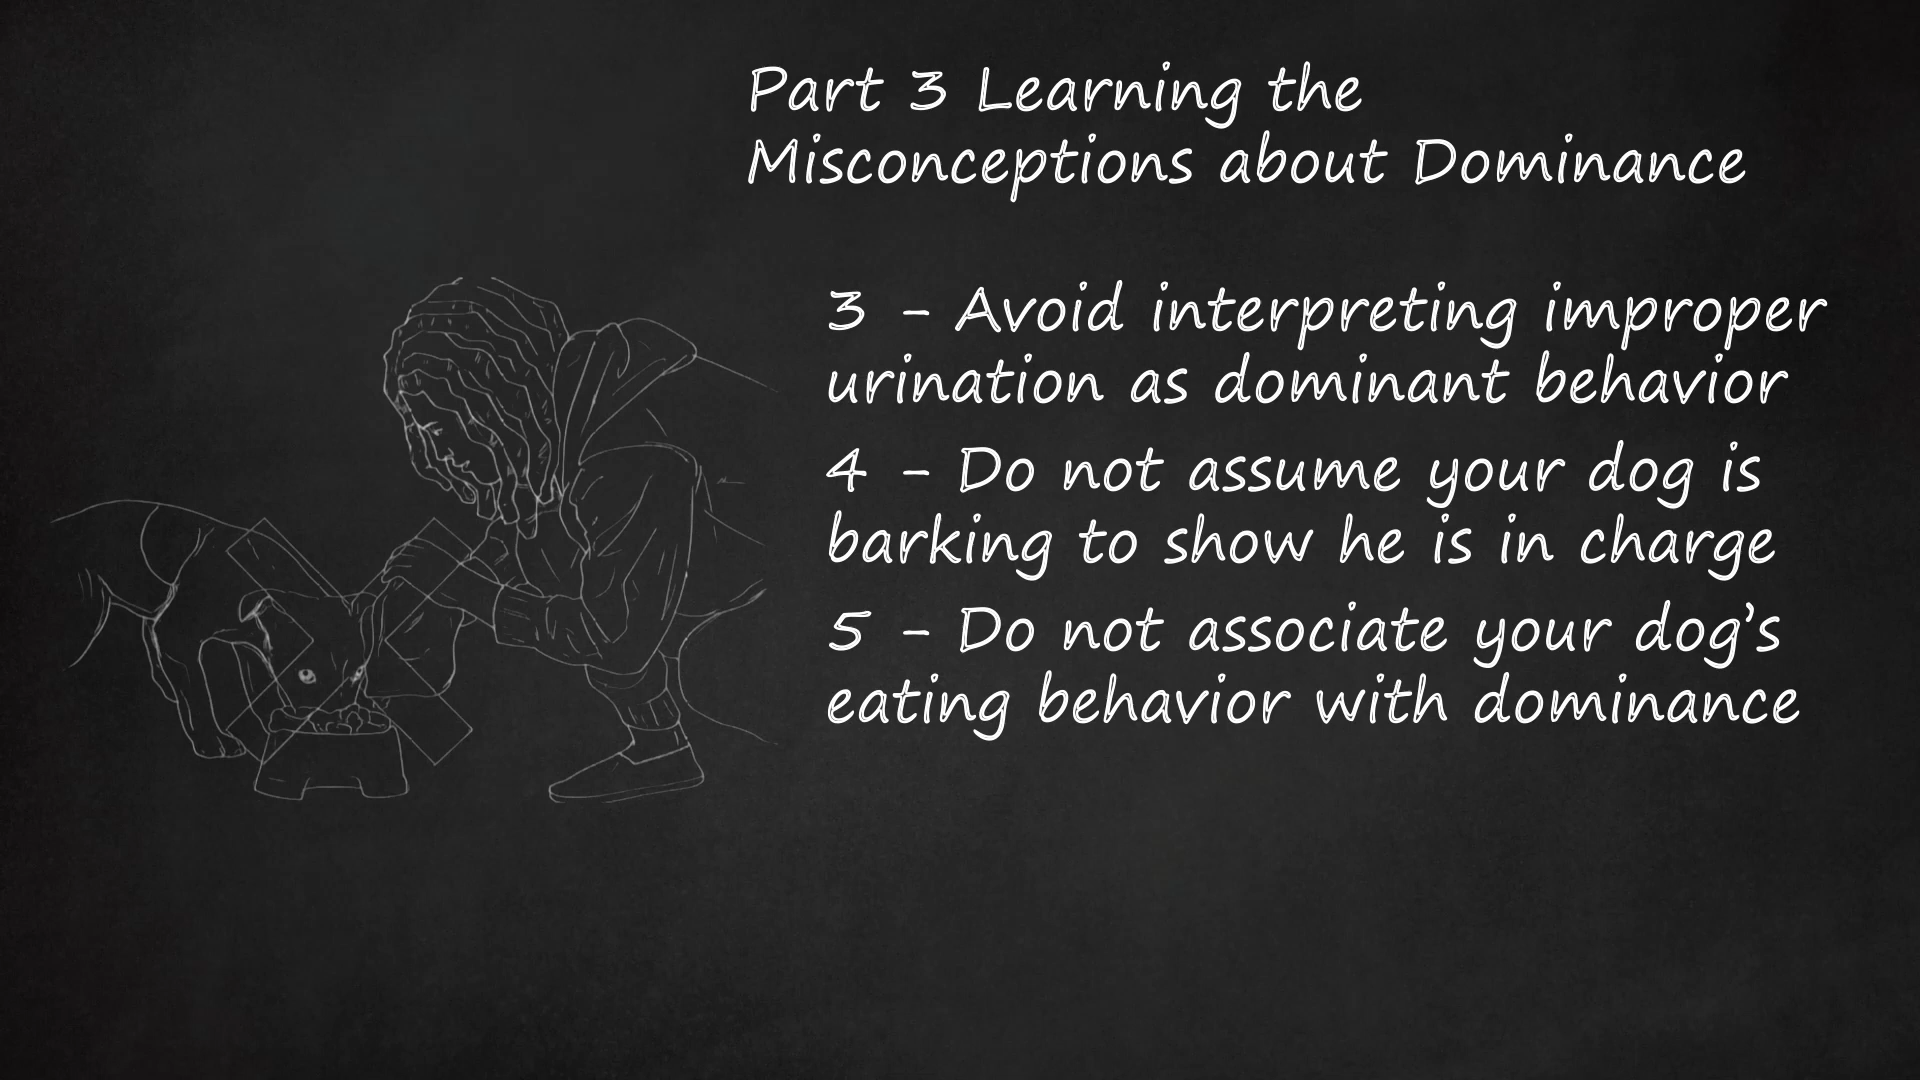 Part 3 Learning the
Misconceptions about Dominance
3 - Avoid interpreting improper
urination as dominant behavior
4 - Do not assume your dog is
barking to show he is in charge
5 - Do not associate your dog’s
eating behavior with dominance